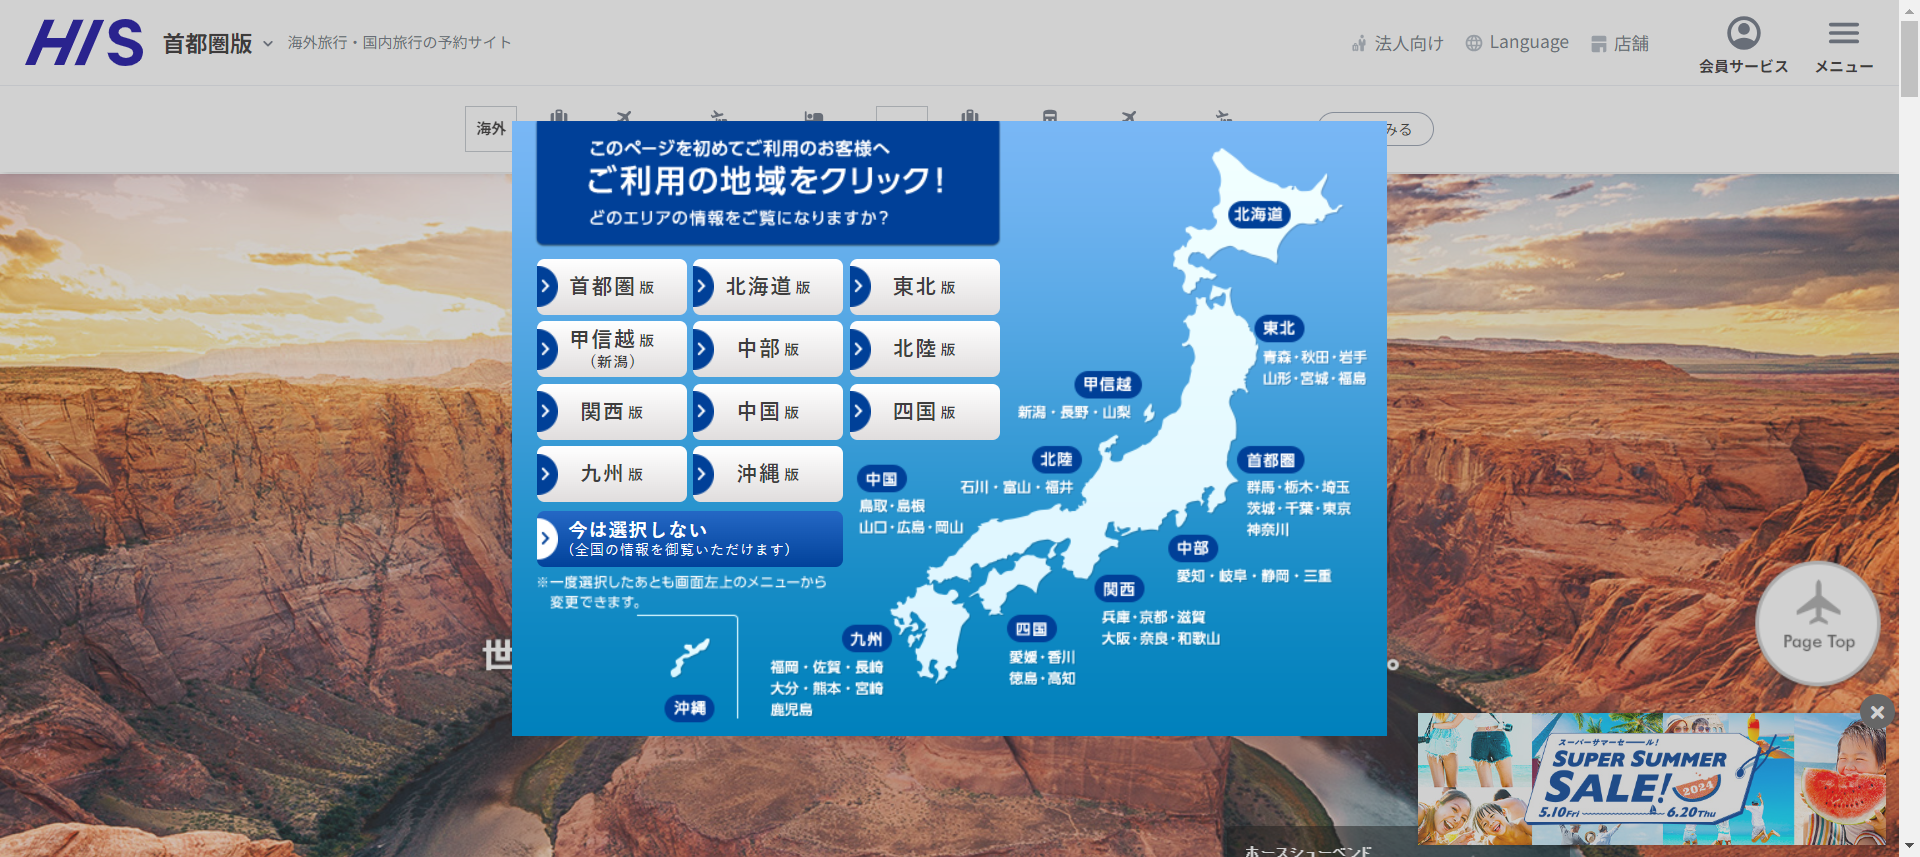 HIS
首都圏版
海外旅行・国内旅行の予約サイト
法人向け
Language
店舗
会員サービス
メニュー
海外
みる
このページを初めてご利用のお客様へ
ご利用の地域をクリック！
どのエリアの情報をご覧になりますか？
首都圏 版
北海道 版
東北 版
甲信越 版
（新潟）
中部 版
北陸 版
関西 版
中国 版
四国 版
九州 版
沖縄 版
今は選択しない
（全国の情報を御覧いただけます）
※一度選択したあとも画面左上のメニューから
変更できます。
北海道
東北
青森・秋田・岩手
山形・宮城・福島
甲信越
新潟・長野・山梨
北陸
石川・富山・福井
首都圏
群馬・栃木・埼玉
茨城・千葉・東京
神奈川
中国
鳥取・島根
山口・広島・岡山
中部
愛知・岐阜・静岡・三重
関西
兵庫・京都・滋賀
大阪・奈良・和歌山
四国
愛媛・香川
徳島・高知
九州
福岡・佐賀・長崎
大分・熊本・宮崎
鹿児島
沖縄
世
。
Page Top
スーパーサマーセール！
SUPER SUMMER
SALE!
2024
5.10Fri
6.20Thu
ホースシューベンド